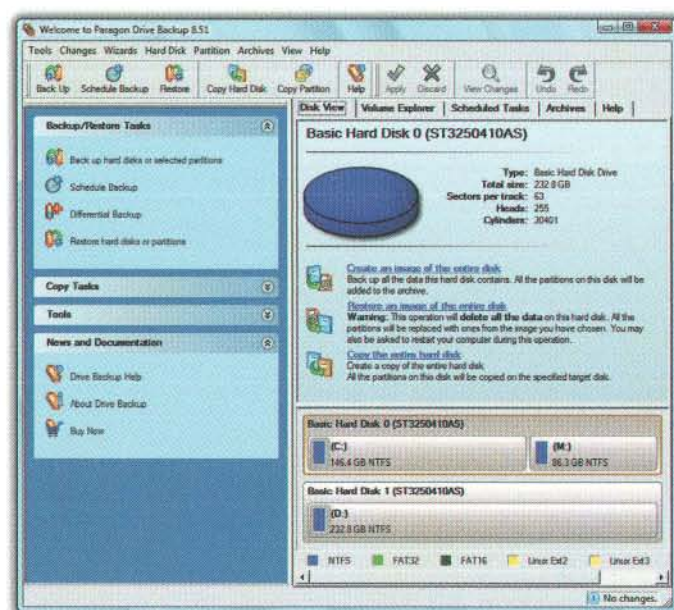 Welcome to Paragon Drive Backup 8.51
Tools Changes Wizards Hard Disk Partition Archives View Help
Back Up Schedule Backup Restore Copy Hard Disk Copy Partition Help Apply Discard View Changes Undo Redo
Disk View Volume Explorer Scheduled Tasks Archives Help
Backup/Restore Tasks
Back up hard disks or selected partitions
Schedule Backup
Differential Backup
Restore hard disks or partitions
Copy Tasks
Tools
News and Documentation
Drive Backup Help
About Drive Backup
Buy Now
Basic Hard Disk 0 (ST3250410AS)
Type: Basic Hard Disk Drive
Total size: 232.8 GB
Sectors per track: 63
Heads: 255
Cylinders: 30401
Create an image of the entire disk
Back up all the data this hard disk contains. All the partitions on this disk will be
added to the archive.
Restore an image of the entire disk
Warning: This operation will delete all the data on this hard disk. All the
partitions will be replaced with ones from the image you have chosen. You may
also be asked to restart your computer during this operation.
Copy the entire hard disk
Create a copy of the entire hard disk
All the partitions on this disk will be copied on the specified target disk.
Basic Hard Disk 0 (ST3250410AS)
(C:) (M:)
146.4 GB NTFS 86.3 GB NTFS
Basic Hard Disk 1 (ST3250410AS)
(D:)
232.8 GB NTFS
NTFS FAT32 FAT16 Linux Ext2 Linux Ext3
No changes.